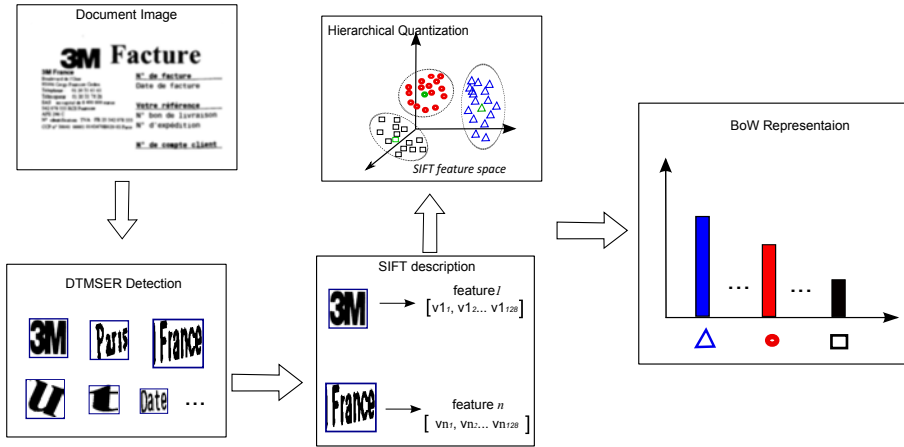 Document Image
3M Facture
3M France
N° de facture
Date de facture
Votre référence
N° bon de livraison
N° d'expédition
N° de compte client
DTMSER Detection
3M Paris France
u t Date ...
SIFT description
3M
feature 1
[v1₁, v1₂... v1₁₂₈]
France
feature n
[ vn₁, vn₂... vn₁₂₈]
Hierarchical Quantization
SIFT feature space
BoW Representaion
... ...